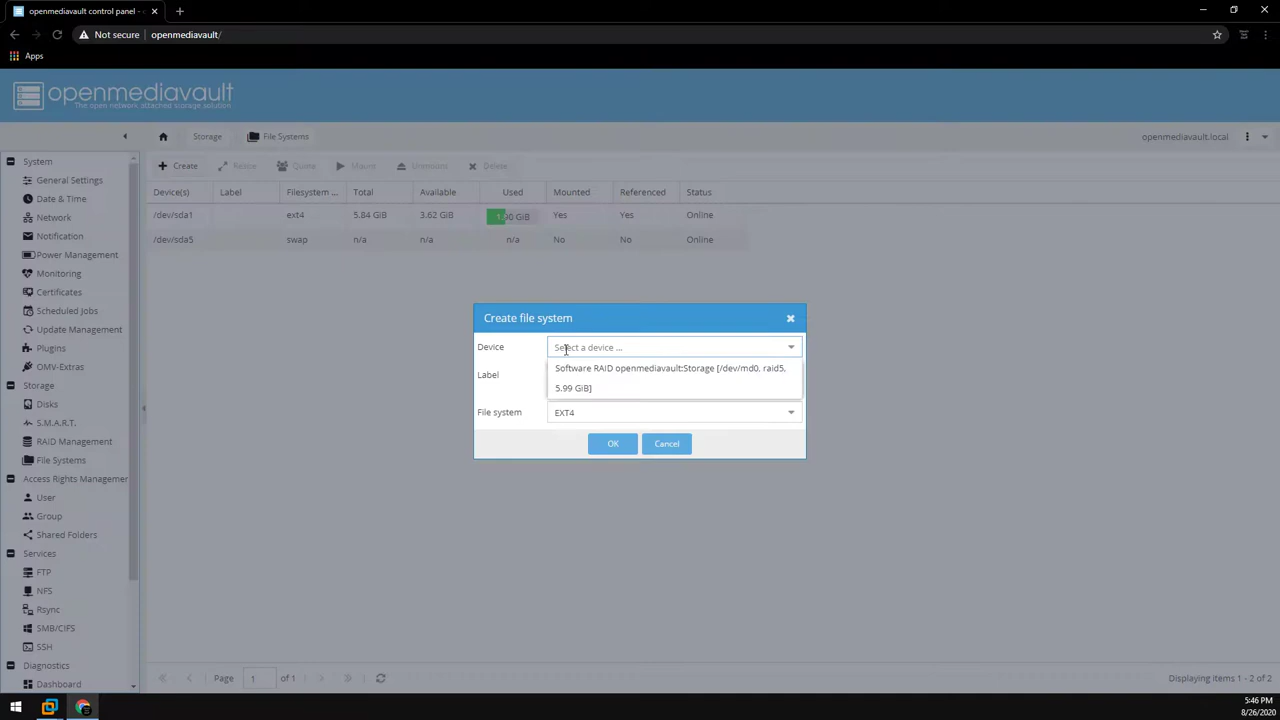 openmediavault control panel -
Not secure | openmediavault/
Apps
openmediavault
The open network attached storage solution
Storage File Systems openmediavault.local
System
General Settings
Date & Time
Network
Notification
Power Management
Monitoring
Certificates
Scheduled Jobs
Update Management
Plugins
OMV-Extras
Storage
Disks
S.M.A.R.T.
RAID Management
File Systems
Access Rights Managemen
User
Group
Shared Folders
Services
FTP
NFS
Rsync
SMB/CIFS
SSH
Diagnostics
Dashboard
Create Resize Quota Mount Unmount Delete
Device(s) Label Filesystem ... Total Available Used Mounted Referenced Status
/dev/sda1 ext4 5.84 GiB 3.62 GiB 1.90 GiB Yes Yes Online
/dev/sda5 swap n/a n/a n/a No No Online
Create file system
Device Select a device ...
Software RAID openmediavault:Storage [/dev/md0, raid5,
5.99 GiB]
Label
File system EXT4
OK Cancel
Page 1 of 1 Displaying items 1 - 2 of 2
5:46 PM
8/26/2020